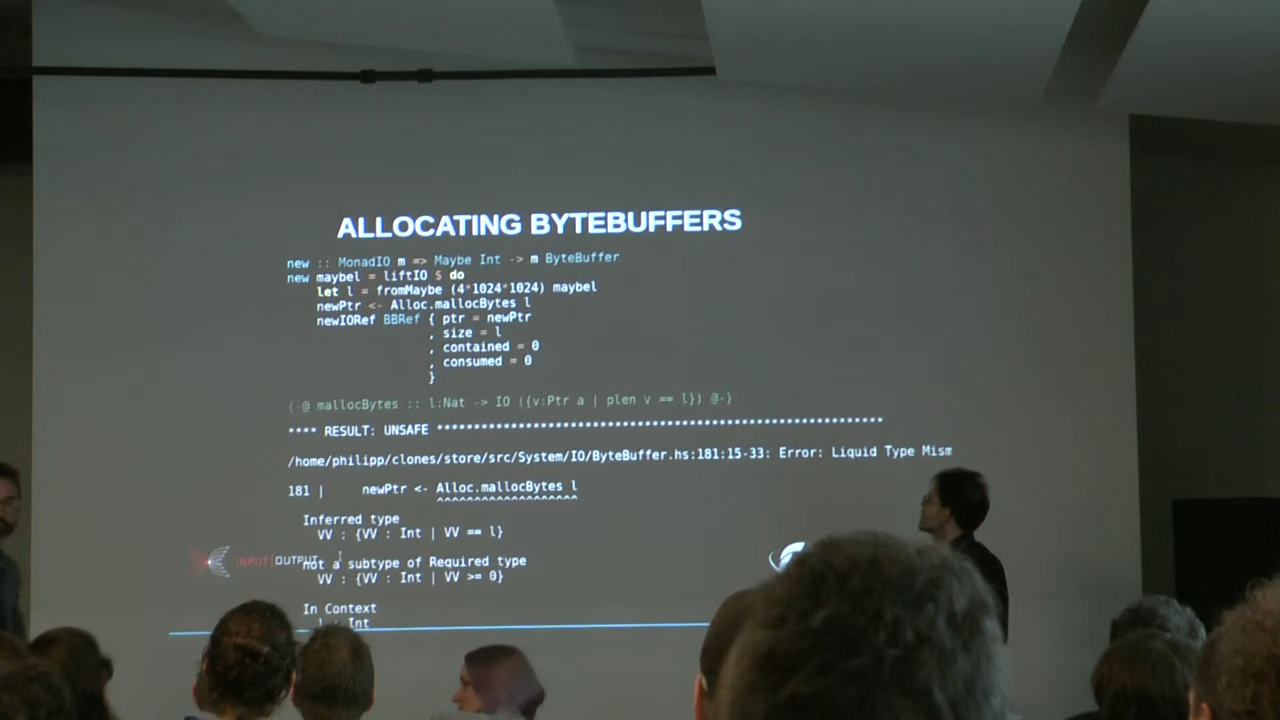 ALLOCATING BYTEBUFFERS
new :: MonadIO m => Maybe Int -> m ByteBuffer
new maybel = liftIO $ do
let l = fromMaybe (4*1024*1024) maybel
newPtr <- Alloc.mallocBytes l
newIORef BBRef { ptr = newPtr
, size = l
, contained = 0
, consumed = 0
}
{-@ mallocBytes :: l:Nat -> IO ({v:Ptr a | plen v == l}) @-}
**** RESULT: UNSAFE ************************************************************
/home/philipp/clones/store/src/System/IO/ByteBuffer.hs:181:15-33: Error: Liquid Type Mism
181 | newPtr <- Alloc.mallocBytes l
^^^^^^^^^^^^^^^^^^^
Inferred type
VV : {VV : Int | VV == l}
INPUT|OUTPUT
not a subtype of Required type
VV : {VV : Int | VV >= 0}
In Context
l : Int